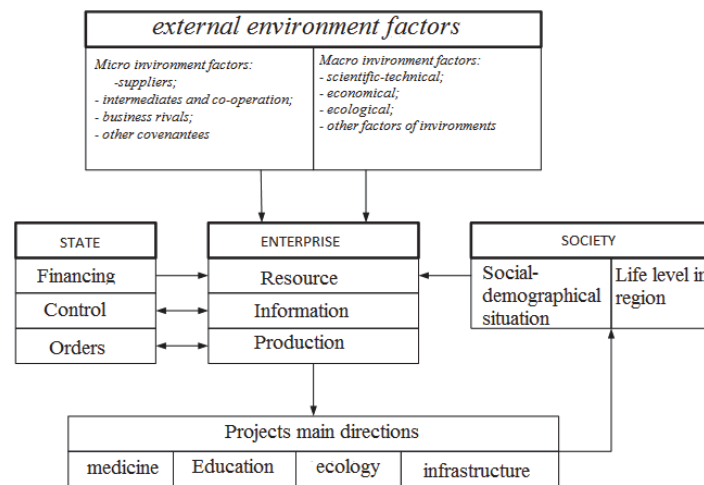 external environment factors
Micro invironment factors:
-suppliers;
- intermediates and co-operation;
- business rivals;
- other covenantees
Macro invironment factors:
- scientific-technical;
- economical;
- ecological;
- other factors of invironments
STATE
Financing
Control
Orders
ENTERPRISE
Resource
Information
Production
SOCIETY
Social-
demographical
situation
Life level in
region
Projects main directions
medicine
Education
ecology
infrastructure